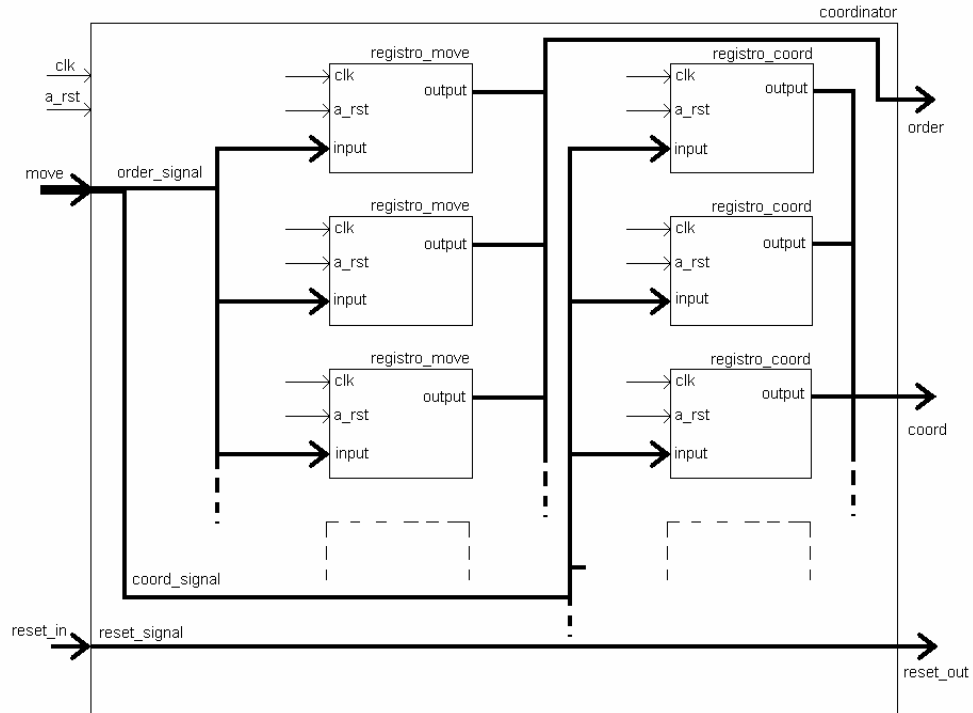 coordinator
clk
a_rst
move
order_signal
registro_move
clk
a_rst
input
output
registro_coord
clk
a_rst
input
output
order
registro_move
clk
a_rst
input
output
registro_coord
clk
a_rst
input
output
registro_move
clk
a_rst
input
output
registro_coord
clk
a_rst
input
output
coord
coord_signal
reset_in
reset_signal
reset_out